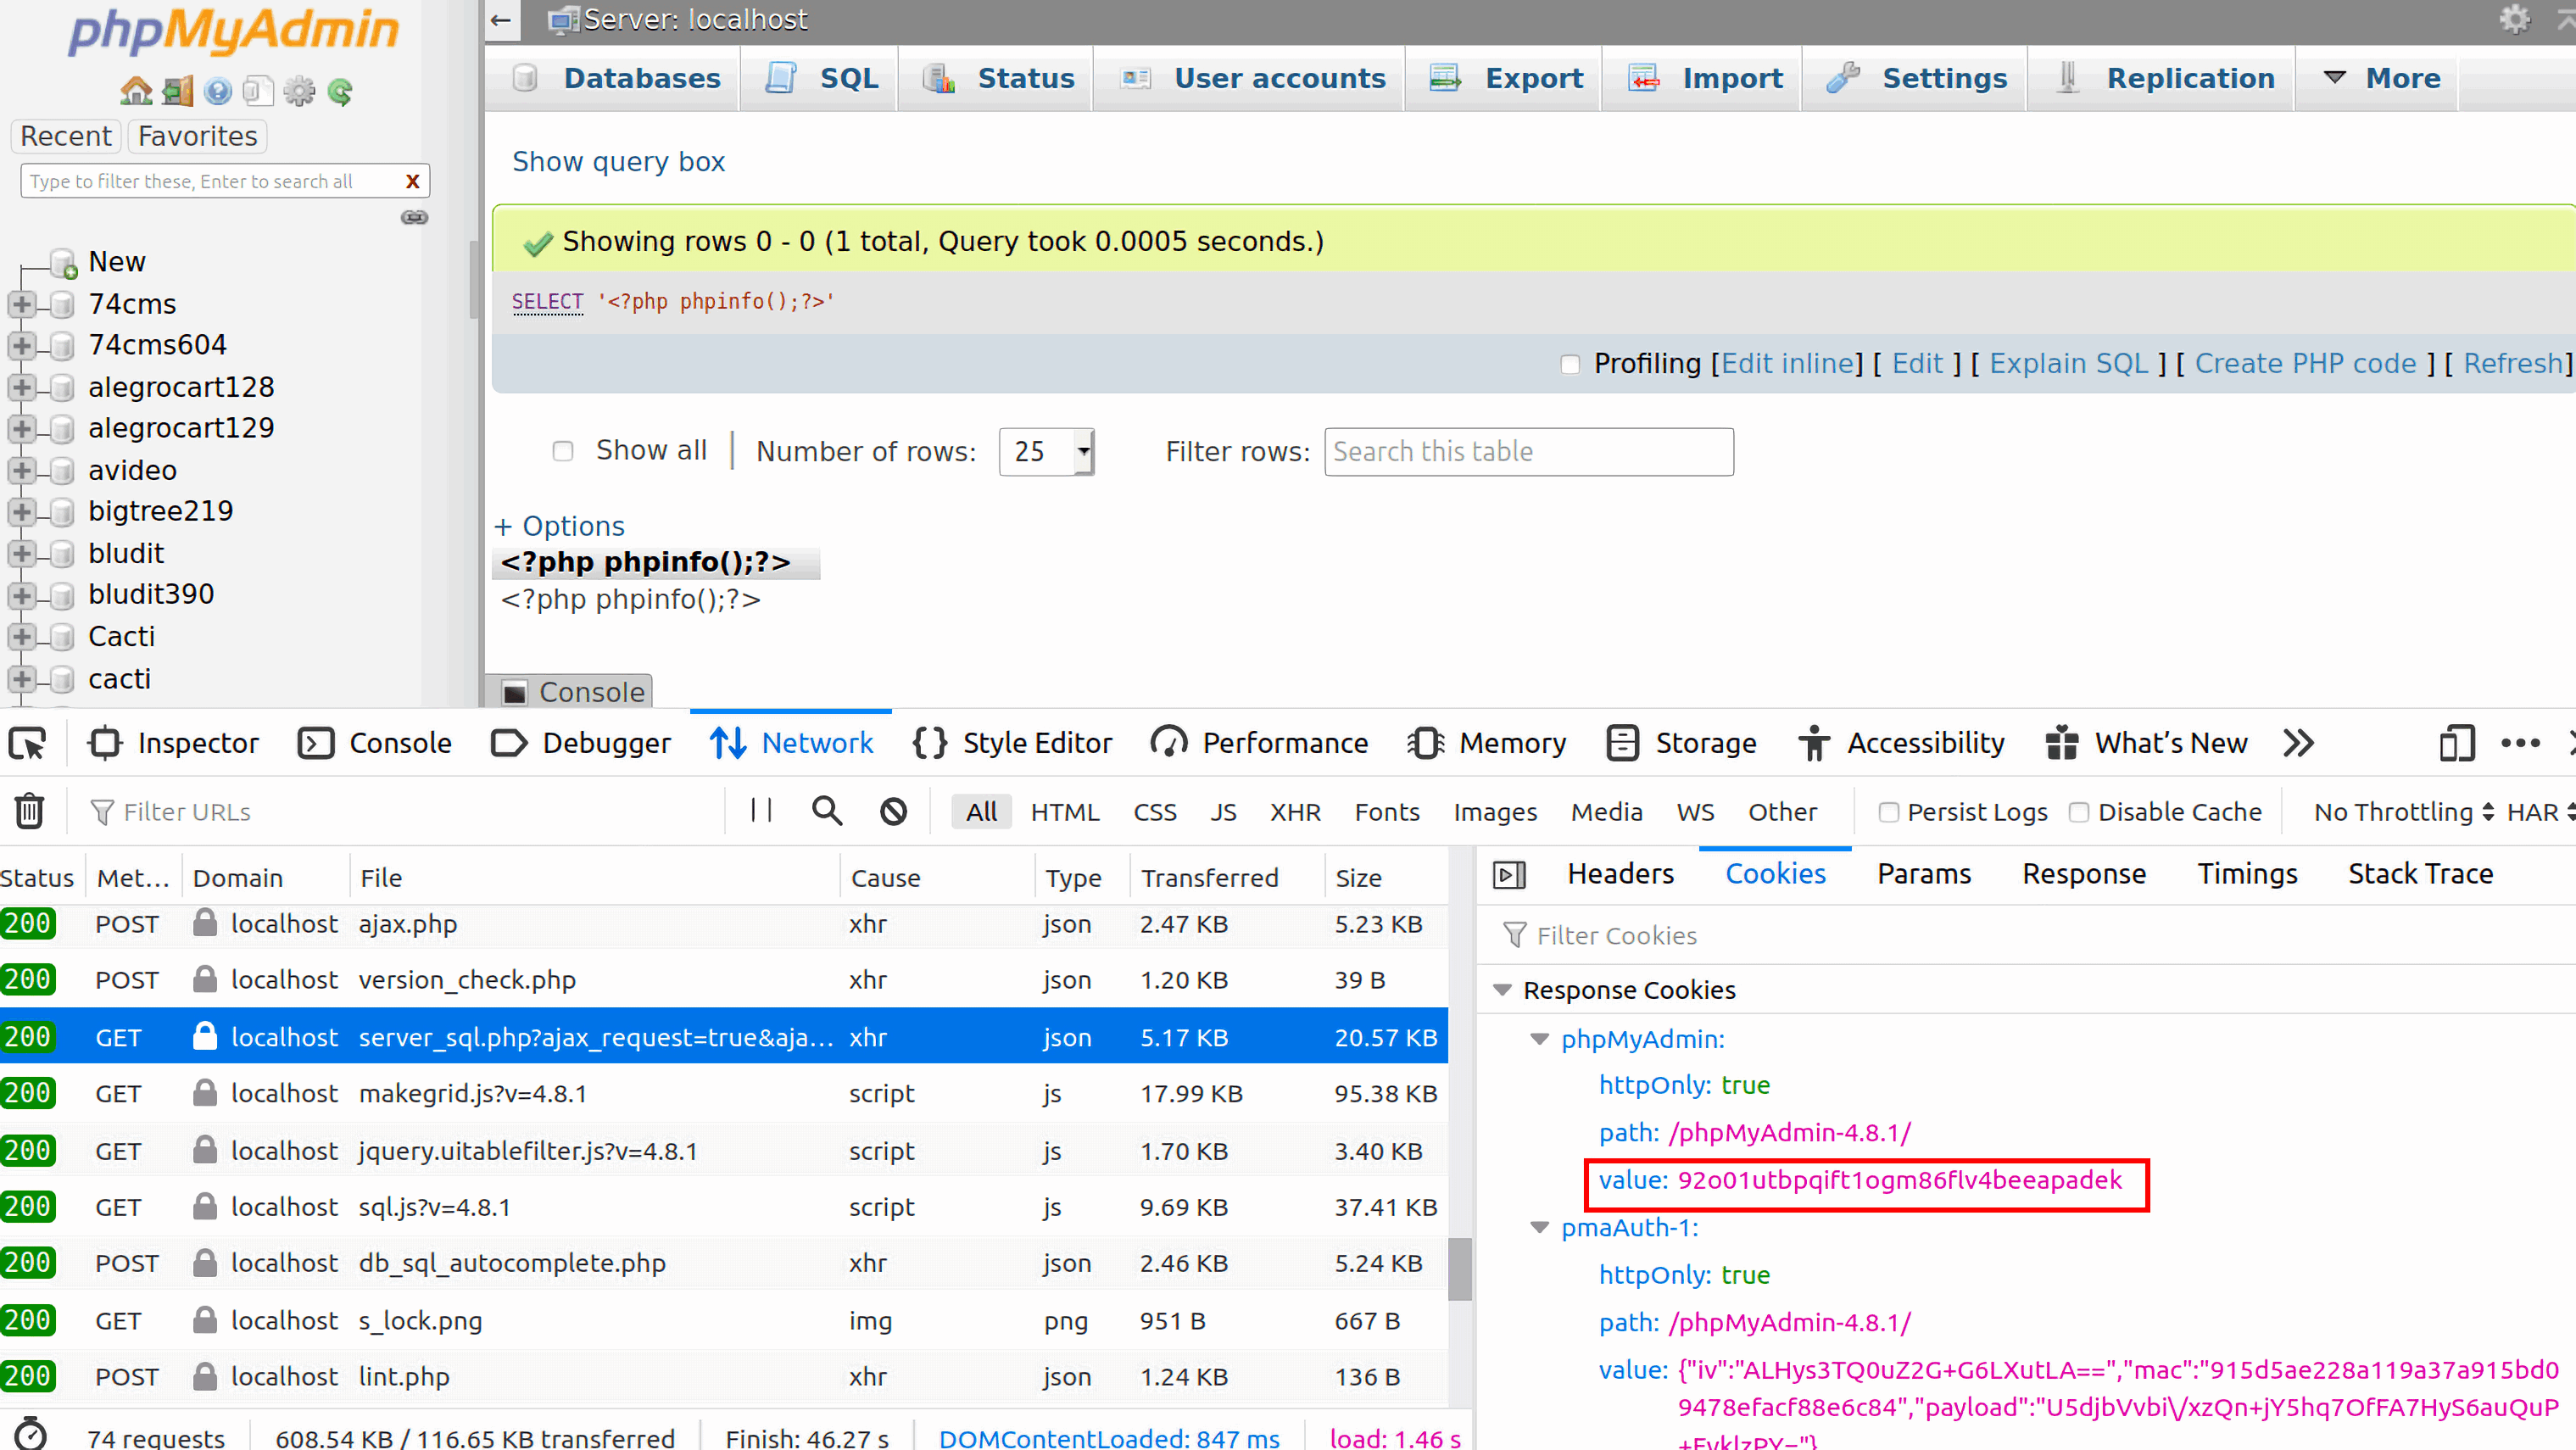 phpMyAdmin
Recent Favorites
Type to filter these, Enter to search all X
New
74cms
74cms604
alegrocart128
alegrocart129
avideo
bigtree219
bludit
bludit390
Cacti
cacti
← Server: localhost
Databases SQL Status User accounts Export Import Settings Replication More
Show query box
Showing rows 0 - 0 (1 total, Query took 0.0005 seconds.)
SELECT '<?php phpinfo();?>'
Profiling [Edit inline] [ Edit ] [ Explain SQL ] [ Create PHP code ] [ Refresh]
Show all | Number of rows: 25 Filter rows: Search this table
+ Options
<?php phpinfo();?>
<?php phpinfo();?>
Console
Inspector Console Debugger Network Style Editor Performance Memory Storage Accessibility What's New
Filter URLs All HTML CSS JS XHR Fonts Images Media WS Other Persist Logs Disable Cache No Throttling HAR
Status Met... Domain File Cause Type Transferred Size
200 POST localhost ajax.php xhr json 2.47 KB 5.23 KB
200 POST localhost version_check.php xhr json 1.20 KB 39 B
200 GET localhost server_sql.php?ajax_request=true&aja... xhr json 5.17 KB 20.57 KB
200 GET localhost makegrid.js?v=4.8.1 script js 17.99 KB 95.38 KB
200 GET localhost jquery.uitablefilter.js?v=4.8.1 script js 1.70 KB 3.40 KB
200 GET localhost sql.js?v=4.8.1 script js 9.69 KB 37.41 KB
200 POST localhost db_sql_autocomplete.php xhr json 2.46 KB 5.24 KB
200 GET localhost s_lock.png img png 951 B 667 B
200 POST localhost lint.php xhr json 1.24 KB 136 B
74 requests 608.54 KB / 116.65 KB transferred Finish: 46.27 s DOMContentLoaded: 847 ms load: 1.46 s
Headers Cookies Params Response Timings Stack Trace
Filter Cookies
Response Cookies
phpMyAdmin:
httpOnly: true
path: /phpMyAdmin-4.8.1/
value: 92o01utbpqift1ogm86flv4beeapadek
pmaAuth-1:
httpOnly: true
path: /phpMyAdmin-4.8.1/
value: {"iv":"ALHys3TQ0uZ2G+G6LXutLA==","mac":"915d5ae228a119a37a915bd0
9478efacf88e6c84","payload":"U5djbVvbi\/xzQn+jY5hq7OfFA7HyS6auQuP